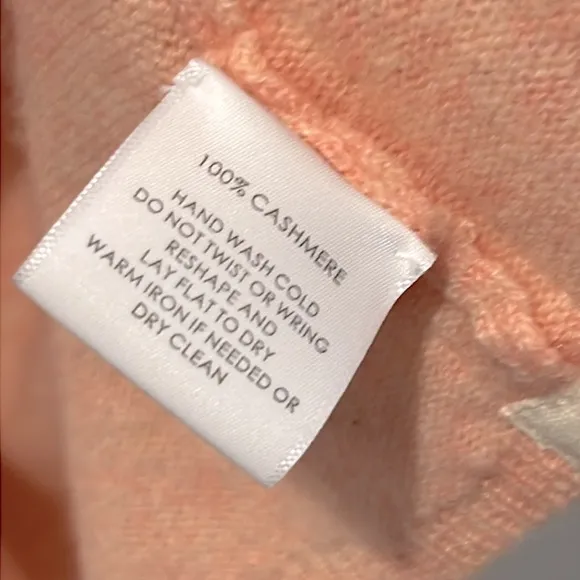 100% CASHMERE
HAND WASH COLD
DO NOT TWIST OR WRING
RESHAPE AND
LAY FLAT TO DRY
WARM IRON IF NEEDED OR
DRY CLEAN